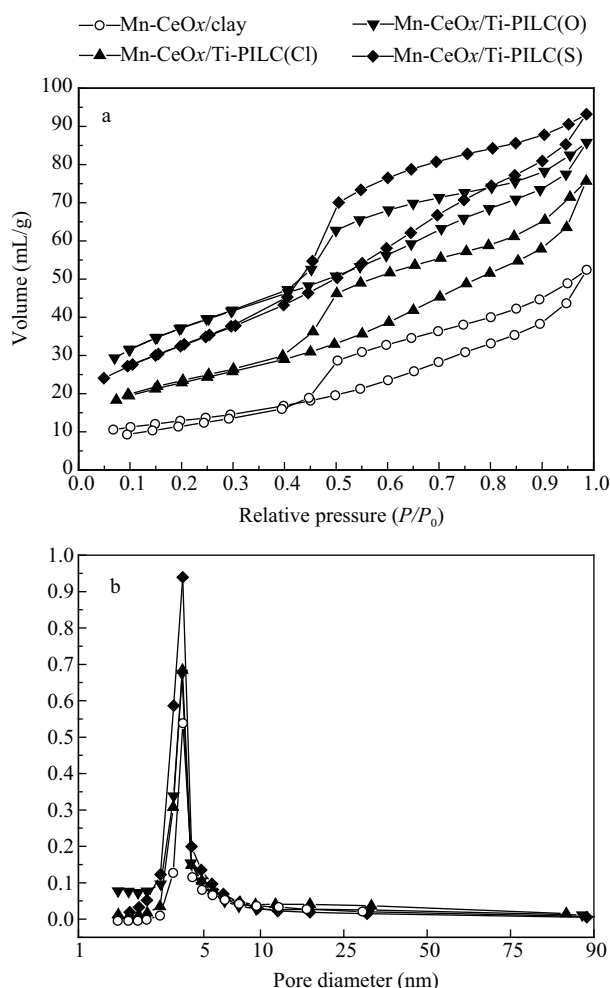 Mn-CeOx/clay
Mn-CeOx/Ti-PILC(O)
Mn-CeOx/Ti-PILC(Cl)
Mn-CeOx/Ti-PILC(S)
100
a
90
80
70
60
50
40
30
20
10
0
Volume (mL/g)
0.0 0.1 0.2 0.3 0.4 0.5 0.6 0.7 0.8 0.9 1.0
Relative pressure (P/P0)
1.0
b
0.9
0.8
0.7
0.6
0.5
0.4
0.3
0.2
0.1
0.0
1 5 10 25 50 75 90
Pore diameter (nm)